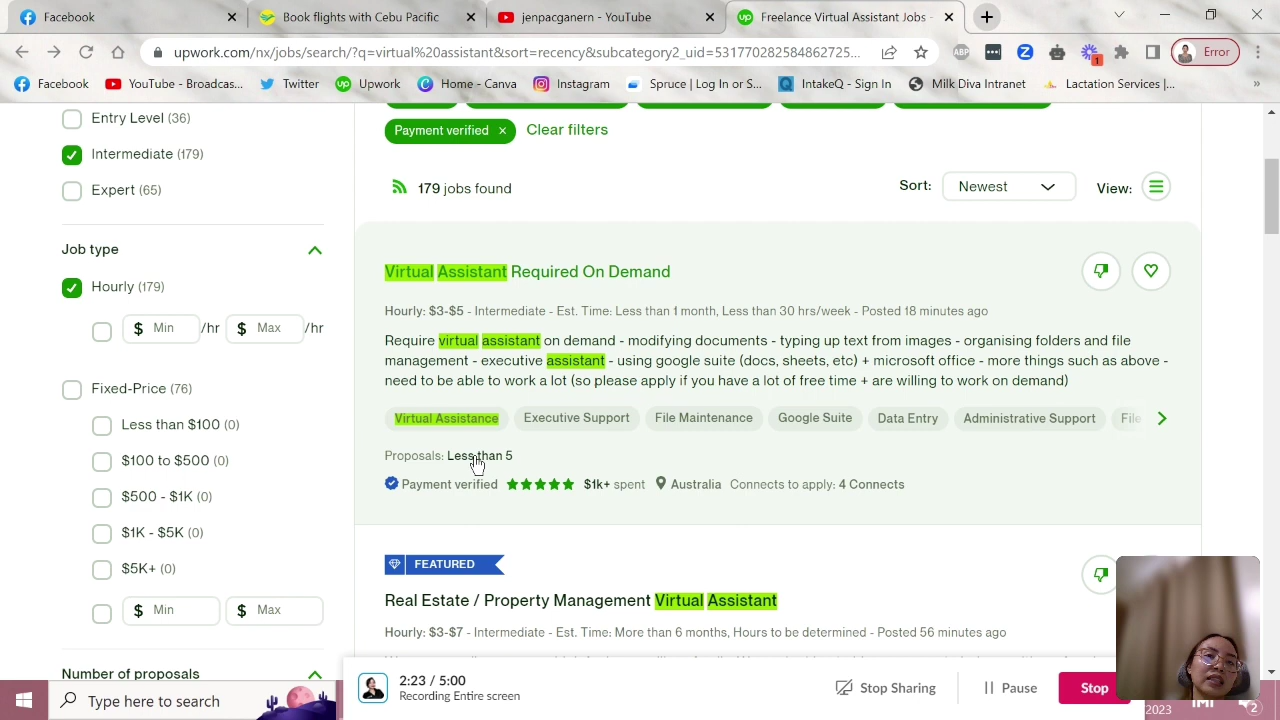 Facebook
Book flights with Cebu
jenpacganern - YouTube
Freelance Virtual Assistant Jobs -
upwork.com/nx/jobs/search/?q=virtual%20assistant&sort=recency&subcategory2_uid=531770282584862725...
ABP
Error
Facebook
YouTube - Broadcas...
Twitter
Upwork
Home - Canva
Instagram
Spruce | Log In or S...
IntakeQ - Sign In
Milk Diva Intranet
Lactation Services,...
Entry Level (36)
Intermediate (179)
Expert (65)
Job type
Hourly (179)
$ Min /hr $ Max /hr
Fixed-Price (76)
Less than $100 (0)
$100 to $500 (0)
$500 - $1K (0)
$1K - $5K (0)
$5K+ (0)
$ Min $ Max
Number of proposals
Payment verified ×
Clear filters
179 jobs found
Sort: Newest
View:
Virtual Assistant Required On Demand
Hourly: $3-$5 - Intermediate - Est. Time: Less than 1 month, Less than 30 hrs/week - Posted 18 minutes ago
Require virtual assistant on demand - modifying documents - typing up text from images - organising folders and file
management - executive assistant - using google suite (docs, sheets, etc) + microsoft office - more things such as above -
need to be able to work a lot (so please apply if you have a lot of free time + are willing to work on demand)
Virtual Assistance Executive Support File Maintenance Google Suite Data Entry Administrative Support File
Proposals: Less than 5
Payment verified $1k+ spent Australia Connects to apply: 4 Connects
FEATURED
Real Estate / Property Management Virtual Assistant
Hourly: $3-$7 - Intermediate - Est. Time: More than 6 months, Hours to be determined - Posted 56 minutes ago
2:23 / 5:00
Recording Entire screen
Stop Sharing
Pause
Stop
Type here to search
/2023
2